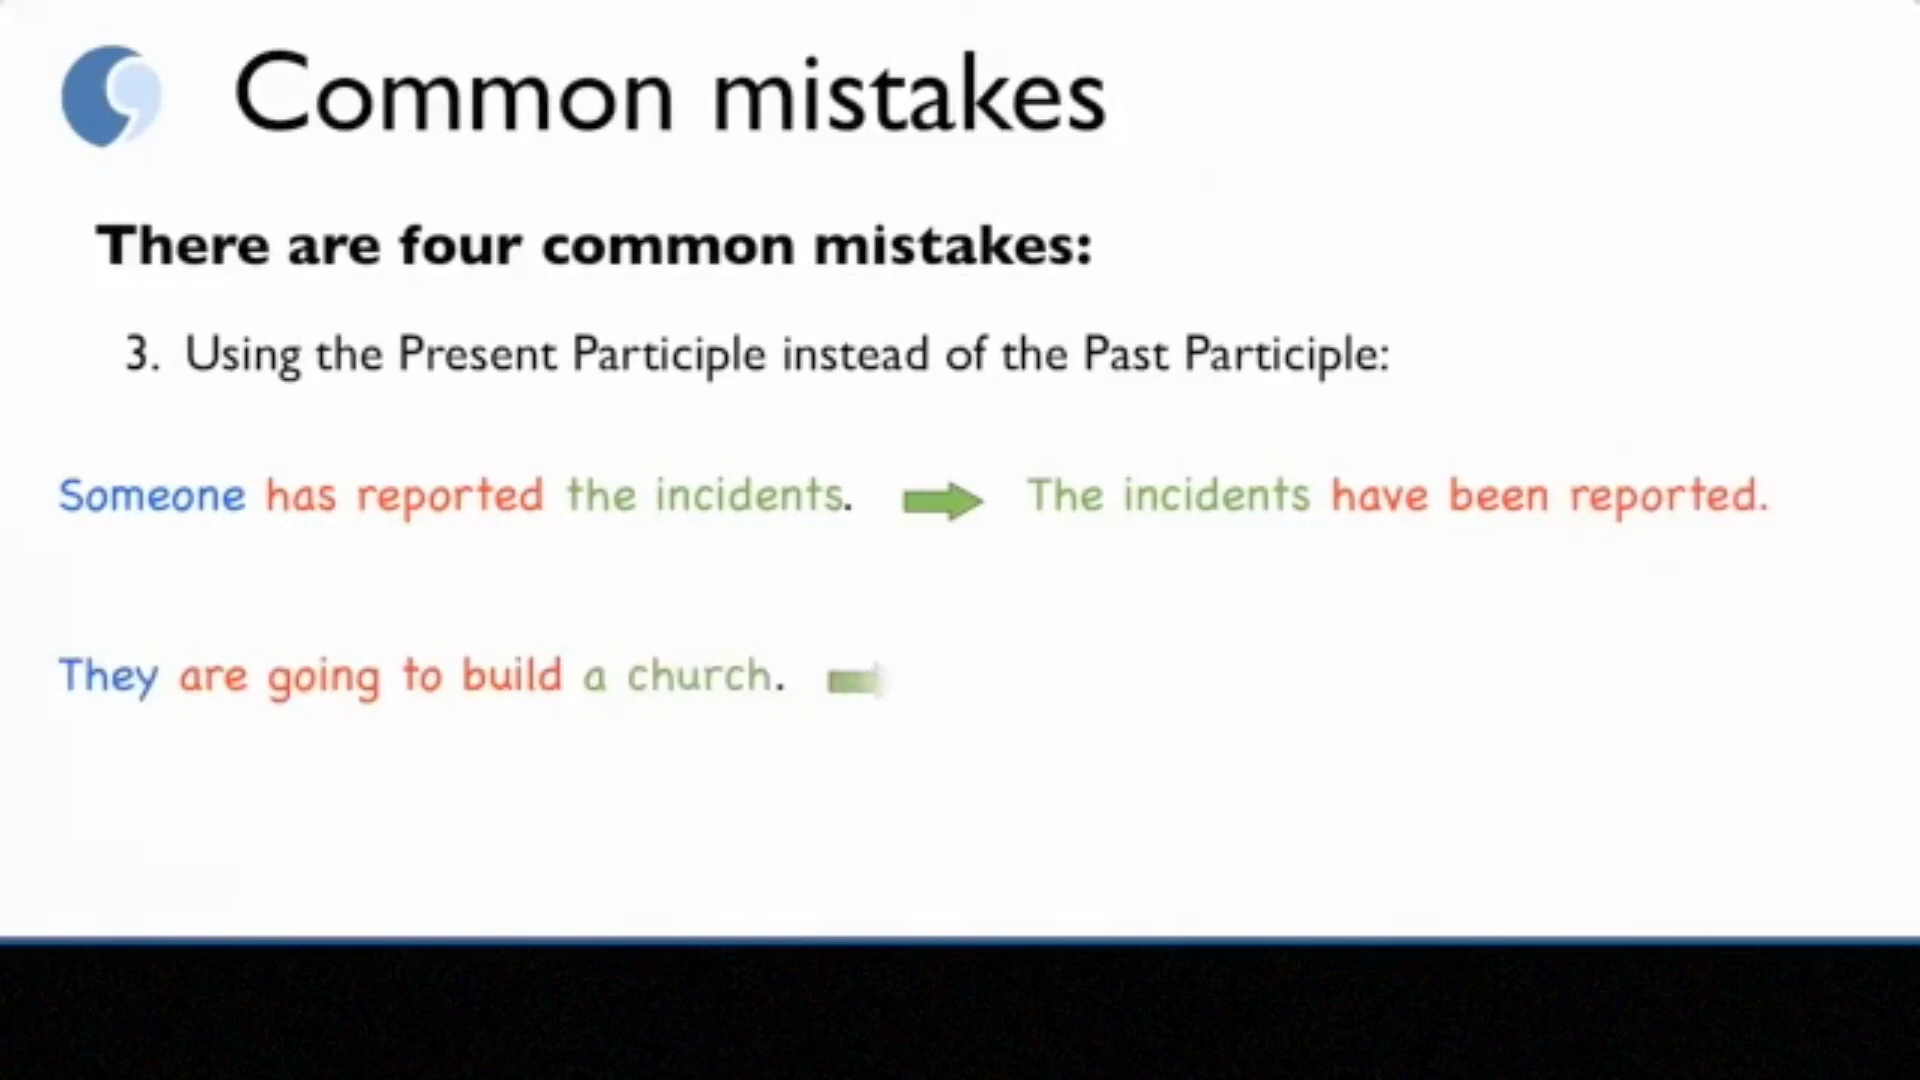 Common mistakes
There are four common mistakes:
3. Using the Present Participle instead of the Past Participle:
Someone has reported the incidents. The incidents have been reported.
They are going to build a church.